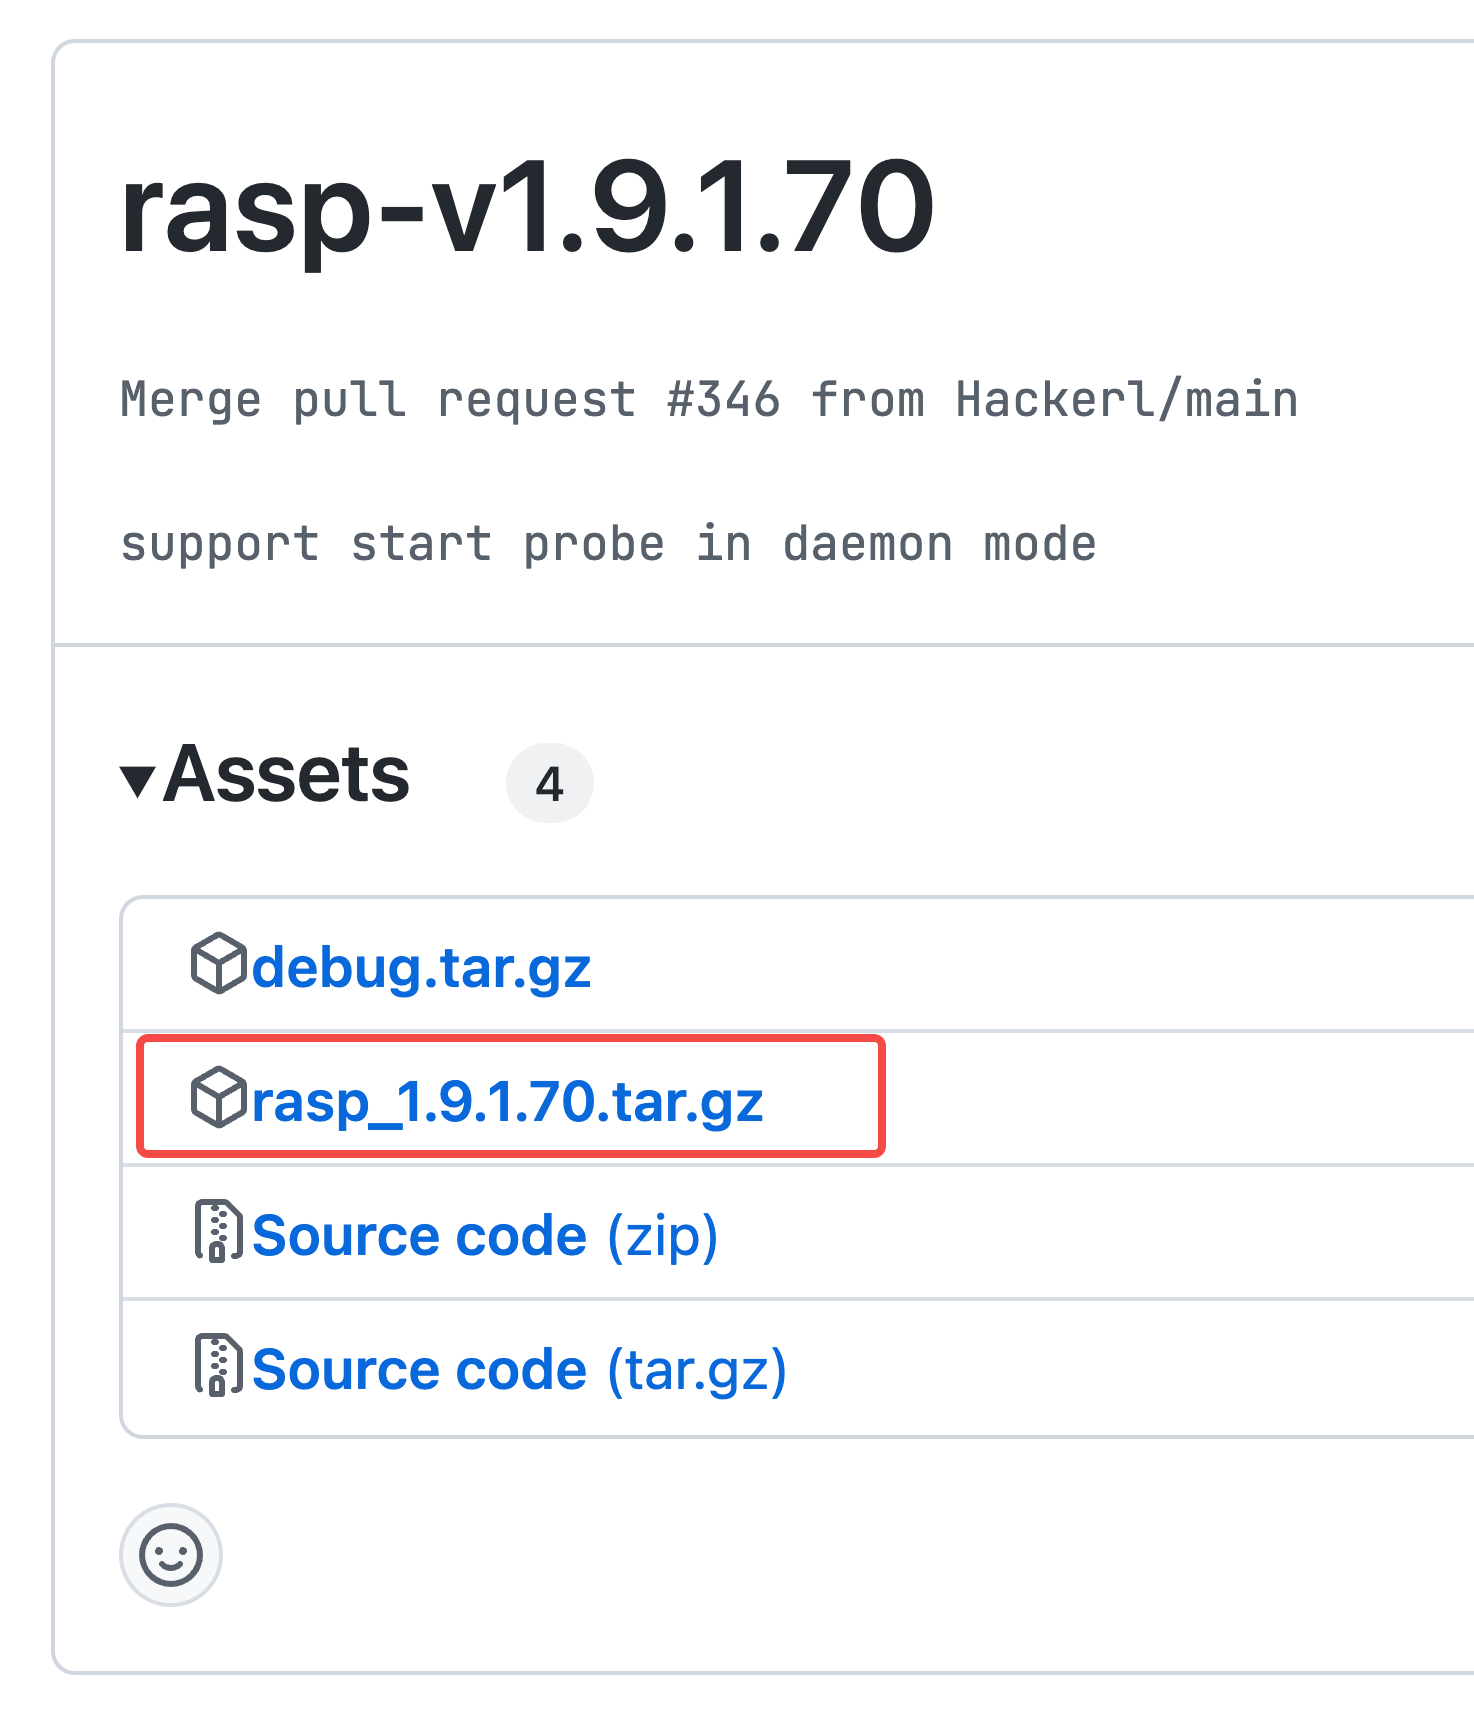 rasp-v1.9.1.70
Merge pull request #346 from Hackerl/main
support start probe in daemon mode
Assets 4
debug.tar.gz
rasp_1.9.1.70.tar.gz
Source code (zip)
Source code (tar.gz)